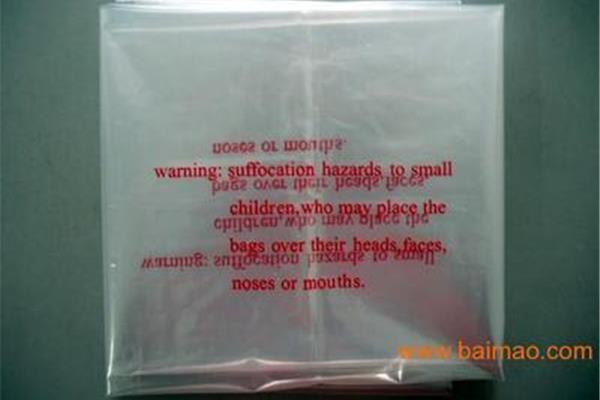 warning: suffocation hazards to small
children,who may place the
bags over their heads,faces,
noses or mouths.
www.baimao.com